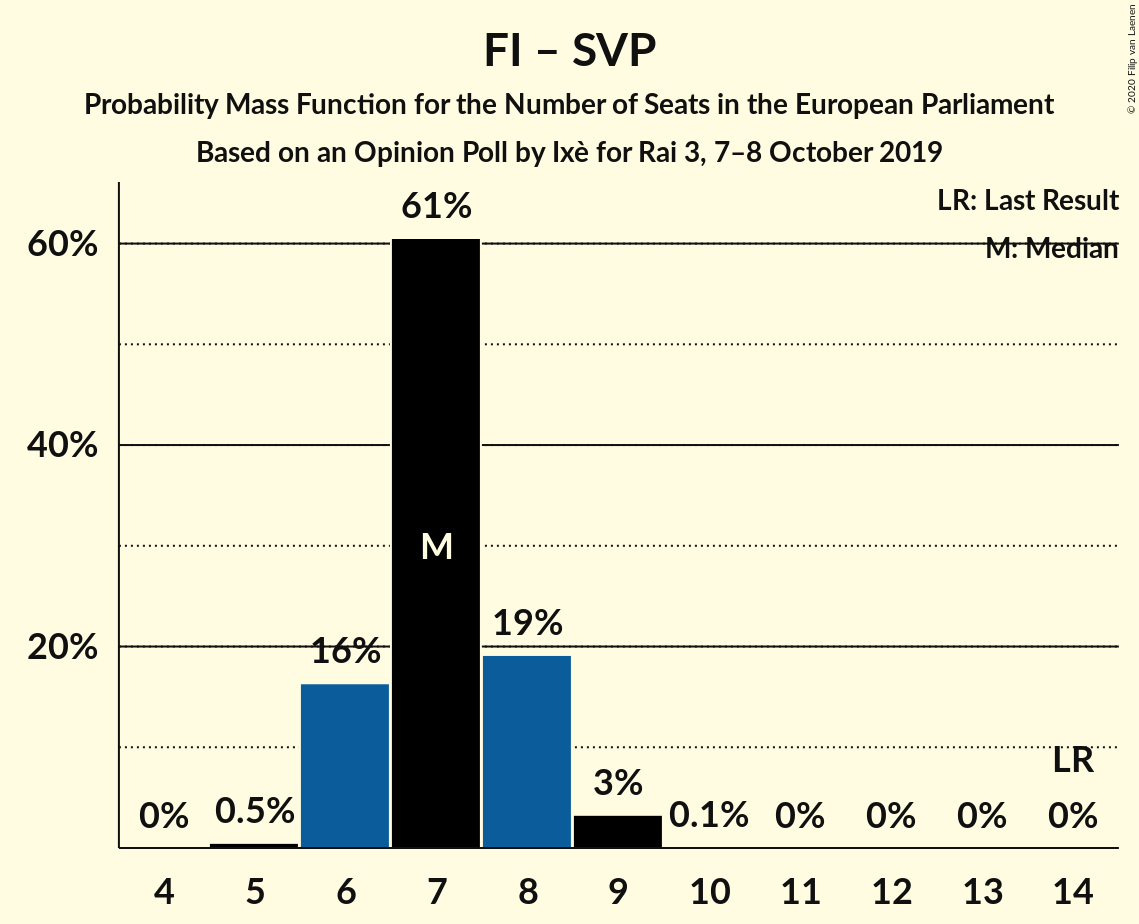 FI – SVP
Probability Mass Function for the Number of Seats in the European Parliament
Based on an Opinion Poll by Ixè for Rai 3, 7–8 October 2019
© 2020 Filip van Laenen
LR: Last Result
M: Median
60%
40%
20%
0%
0.5%
16%
61%
M
19%
3%
0.1%
0%
0%
0%
LR
0%
4 5 6 7 8 9 10 11 12 13 14